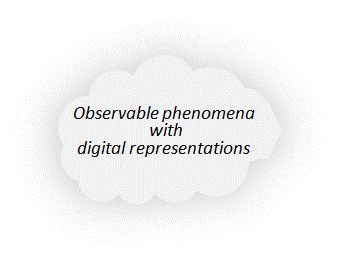 Observable phenomena
with
digital representations